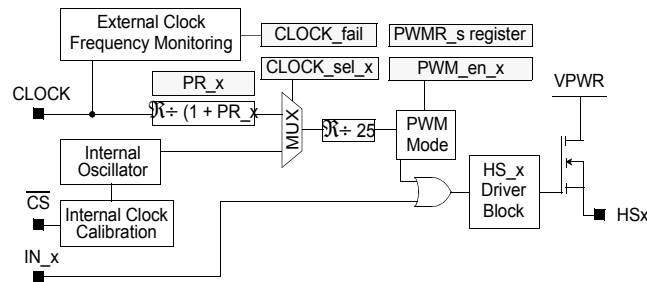 External Clock
Frequency Monitoring
CLOCK_fail
PWMR_s register
PR_x
CLOCK_sel_x
PWM_en_x
VPWR
CLOCK
ℜ÷ (1 + PR_x
MUX
ℜ÷ 25
PWM
Mode
Internal
Oscillator
HS_x
Driver
Block
CS
Internal Clock
Calibration
HSx
IN_x